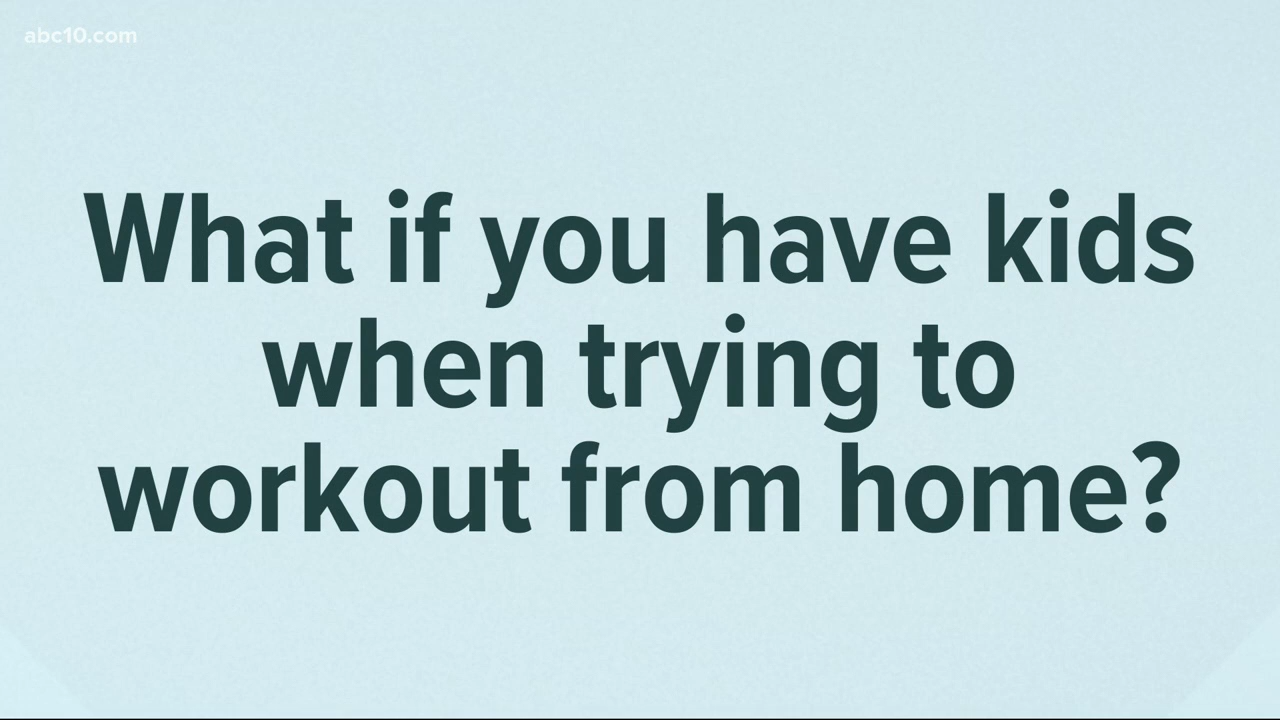 abc10.com
What if you have kids
when trying to
workout from home?